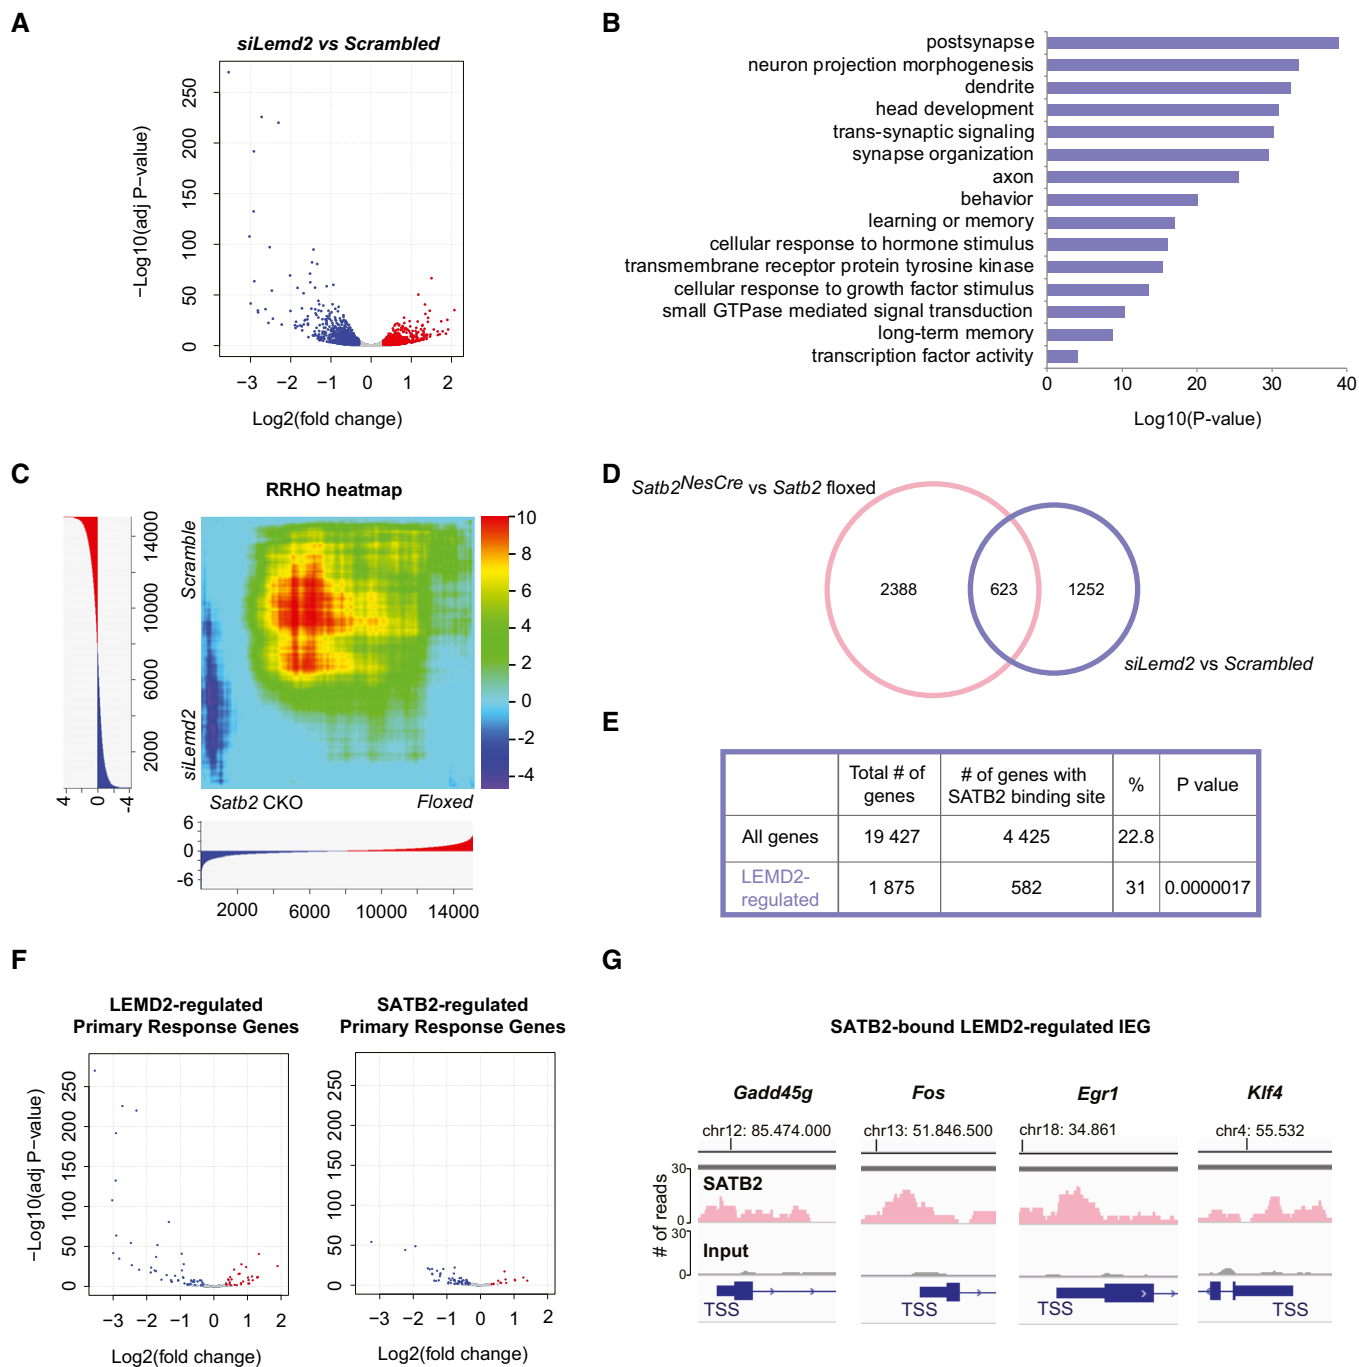 A
siLemd2 vs Scrambled
−Log10(adj P−value)
250
200
150
100
50
0
−3 −2 −1 0 1 2
Log2(fold change)
B
postsynapse
neuron projection morphogenesis
dendrite
head development
trans-synaptic signaling
synapse organization
axon
behavior
learning or memory
cellular response to hormone stimulus
transmembrane receptor protein tyrosine kinase
cellular response to growth factor stimulus
small GTPase mediated signal transduction
long-term memory
transcription factor activity
0 10 20 30 40
Log10(P-value)
C
RRHO heatmap
14000
10000
6000
2000
4 0 -4
Scramble
siLemd2
10
8
6
4
2
0
-2
-4
Satb2 CKO Floxed
6
0
-6
2000 6000 10000 14000
D
Satb2NesCre vs Satb2 floxed
2388 623 1252
siLemd2 vs Scrambled
E
Total # of genes
# of genes with SATB2 binding site
%
P value
All genes 19 427 4 425 22.8
LEMD2-regulated 1 875 582 31 0.0000017
F
LEMD2-regulated
Primary Response Genes
−Log10(adj P−value)
250
200
150
100
50
0
−3 −2 −1 0 1 2
Log2(fold change)
SATB2-regulated
Primary Response Genes
250
200
150
100
50
0
−3 −2 −1 0 1 2
Log2(fold change)
G
SATB2-bound LEMD2-regulated IEG
Gadd45g Fos Egr1 Klf4
chr12: 85.474.000 chr13: 51.846.500 chr18: 34.861 chr4: 55.532
# of reads
30
SATB2
0
30
Input
0
TSS TSS TSS TSS